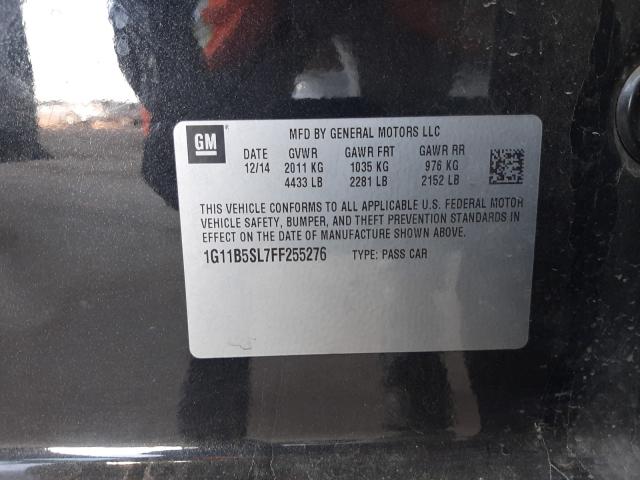 GM MFD BY GENERAL MOTORS LLC
DATE GVWR GAWR FRT GAWR RR
12/14 2011 KG 1035 KG 976 KG
4433 LB 2281 LB 2152 LB
THIS VEHICLE CONFORMS TO ALL APPLICABLE U.S. FEDERAL MOTOR
VEHICLE SAFETY, BUMPER, AND THEFT PREVENTION STANDARDS IN
EFFECT ON THE DATE OF MANUFACTURE SHOWN ABOVE.
1G11B5SL7FF255276 TYPE: PASS CAR